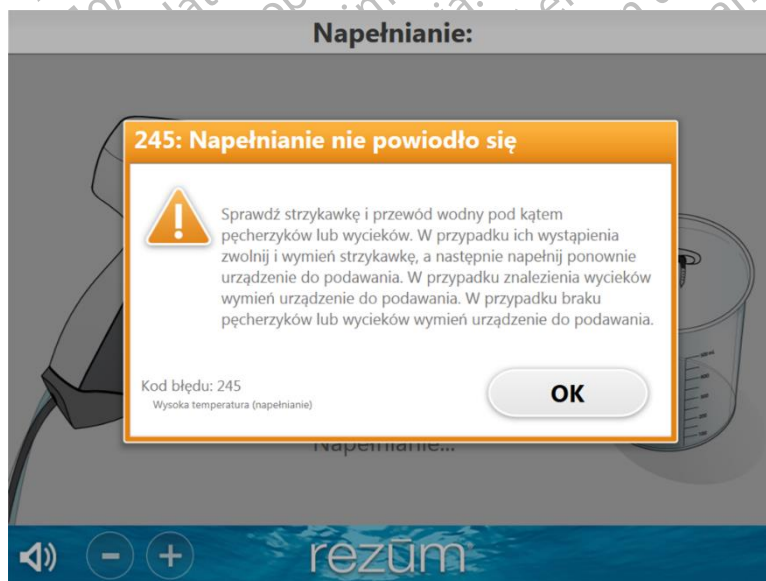 Napełnianie:
245: Napełnianie nie powiodło się
Sprawdź strzykawkę i przewód wodny pod kątem
pęcherzyków lub wycieków. W przypadku ich wystąpienia
zwolnij i wymień strzykawkę, a następnie napełnij ponownie
urządzenie do podawania. W przypadku znalezienia wycieków
wymień urządzenie do podawania. W przypadku braku
pęcherzyków lub wycieków wymień urządzenie do podawania.
Kod błędu: 245
Wysoka temperatura (napełnianie)
OK
Napełnianie...
rezūm